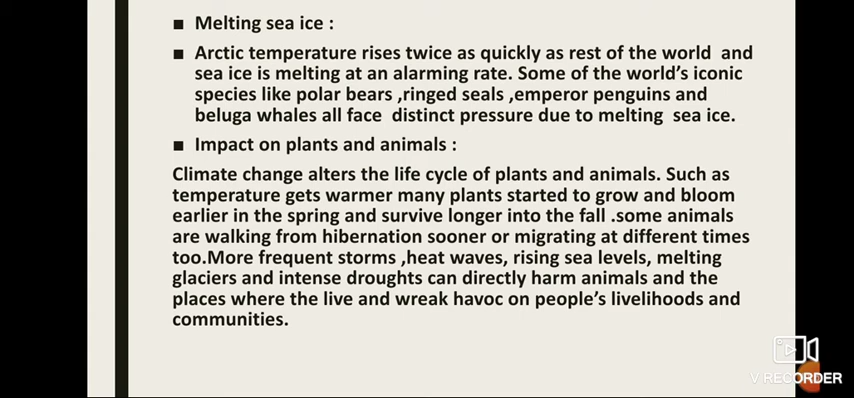 ▪ Melting sea ice :
▪ Arctic temperature rises twice as quickly as rest of the world and
sea ice is melting at an alarming rate. Some of the world's iconic
species like polar bears ,ringed seals ,emperor penguins and
beluga whales all face distinct pressure due to melting sea ice.
▪ Impact on plants and animals :
Climate change alters the life cycle of plants and animals. Such as
temperature gets warmer many plants started to grow and bloom
earlier in the spring and survive longer into the fall .some animals
are walking from hibernation sooner or migrating at different times
too.More frequent storms ,heat waves, rising sea levels, melting
glaciers and intense droughts can directly harm animals and the
places where the live and wreak havoc on people's livelihoods and
communities.
V RECORDER